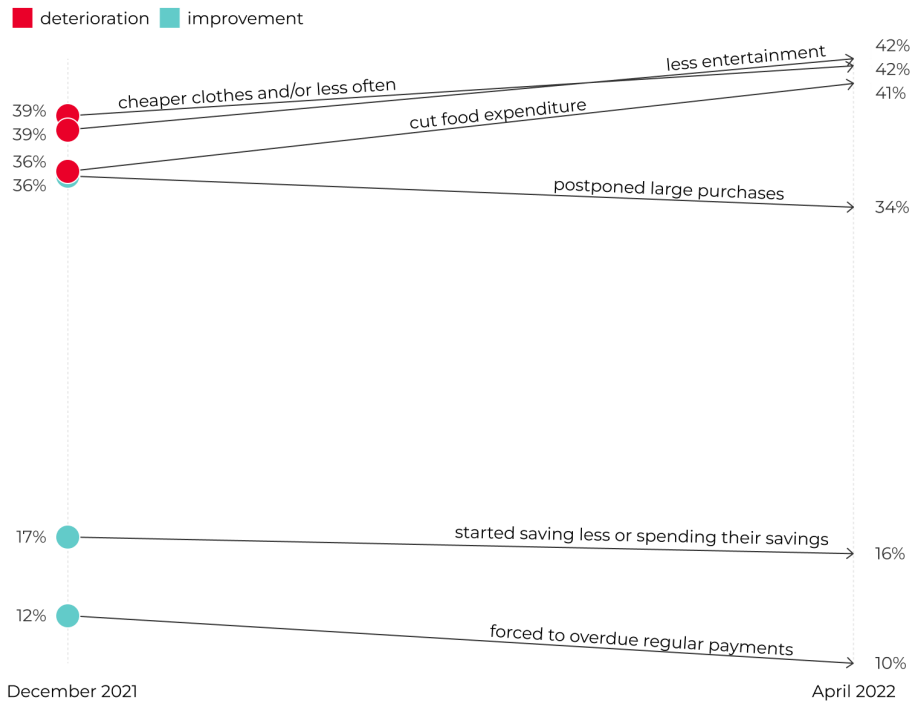 deterioration improvement
42%
less entertainment
42%
cheaper clothes and/or less often
41%
39%
cut food expenditure
39%
36%
36%
postponed large purchases
34%
started saving less or spending their savings
17%
16%
12%
forced to overdue regular payments
10%
December 2021
April 2022